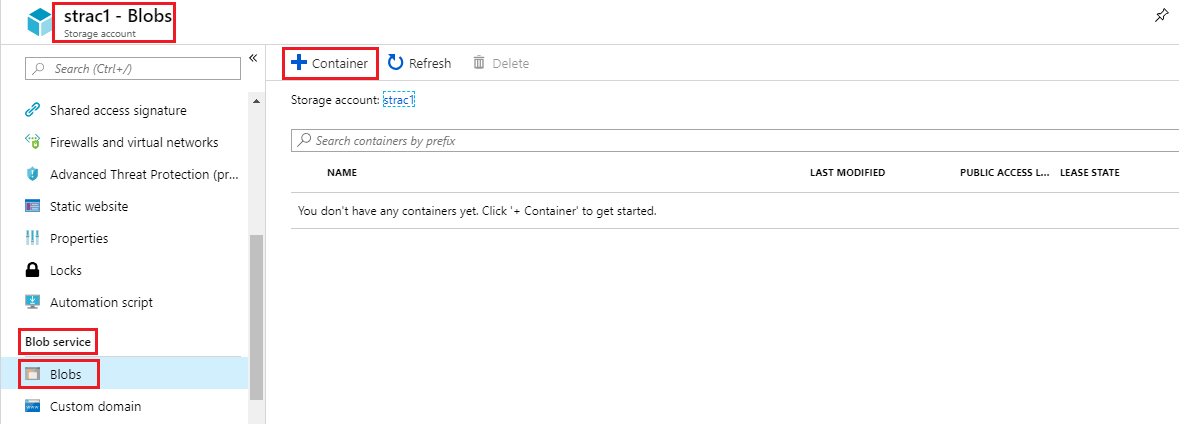 strac1 - Blobs
Storage account
Search (Ctrl+/)
«
Shared access signature
Firewalls and virtual networks
Advanced Threat Protection (pr...
Static website
Properties
Locks
Automation script
Blob service
Blobs
Custom domain
+ Container Refresh Delete
Storage account: strac1
Search containers by prefix
NAME LAST MODIFIED PUBLIC ACCESS L... LEASE STATE
You don't have any containers yet. Click '+ Container' to get started.